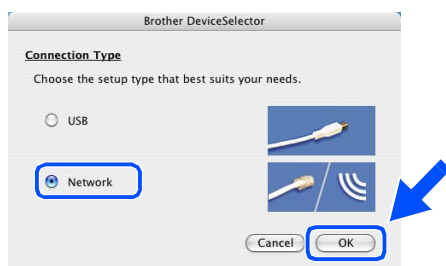 Brother DeviceSelector
Connection Type
Choose the setup type that best suits your needs.
USB
Network
Cancel OK